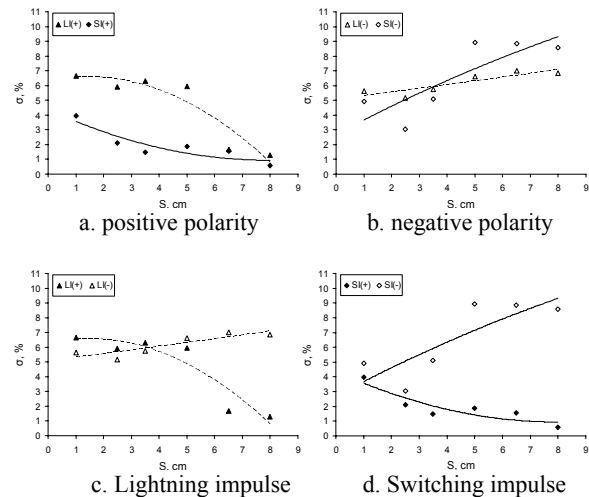 LI(+) SI(+)
11
10
9
8
7
6
5
4
3
2
1
0
σ, %
0 1 2 3 4 5 6 7 8 9
S. cm
a. positive polarity
LI(-) SI(-)
11
10
9
8
7
6
5
4
3
2
1
0
σ, %
0 1 2 3 4 5 6 7 8 9
S. cm
b. negative polarity
LI(+) LI(-)
11
10
9
8
7
6
5
4
3
2
1
0
σ, %
0 1 2 3 4 5 6 7 8 9
S. cm
c. Lightning impulse
SI(+) SI(-)
11
10
9
8
7
6
5
4
3
2
1
0
σ, %
0 1 2 3 4 5 6 7 8 9
S. cm
d. Switching impulse